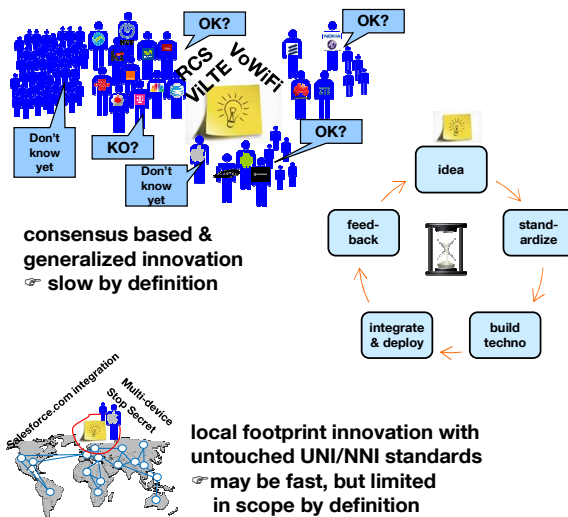 OK?
OK?
RCS
ViLTE
VoWiFi
NOKIA
Don't
know
yet
KO?
Don't
know
yet
OK?
idea
stand-
ardize
build
techno
integrate
& deploy
feed-
back
consensus based &
generalized innovation
☞ slow by definition
Salesforce.com integration
Multi-device
Stop Secret
local footprint innovation with
untouched UNI/NNI standards
☞may be fast, but limited
in scope by definition